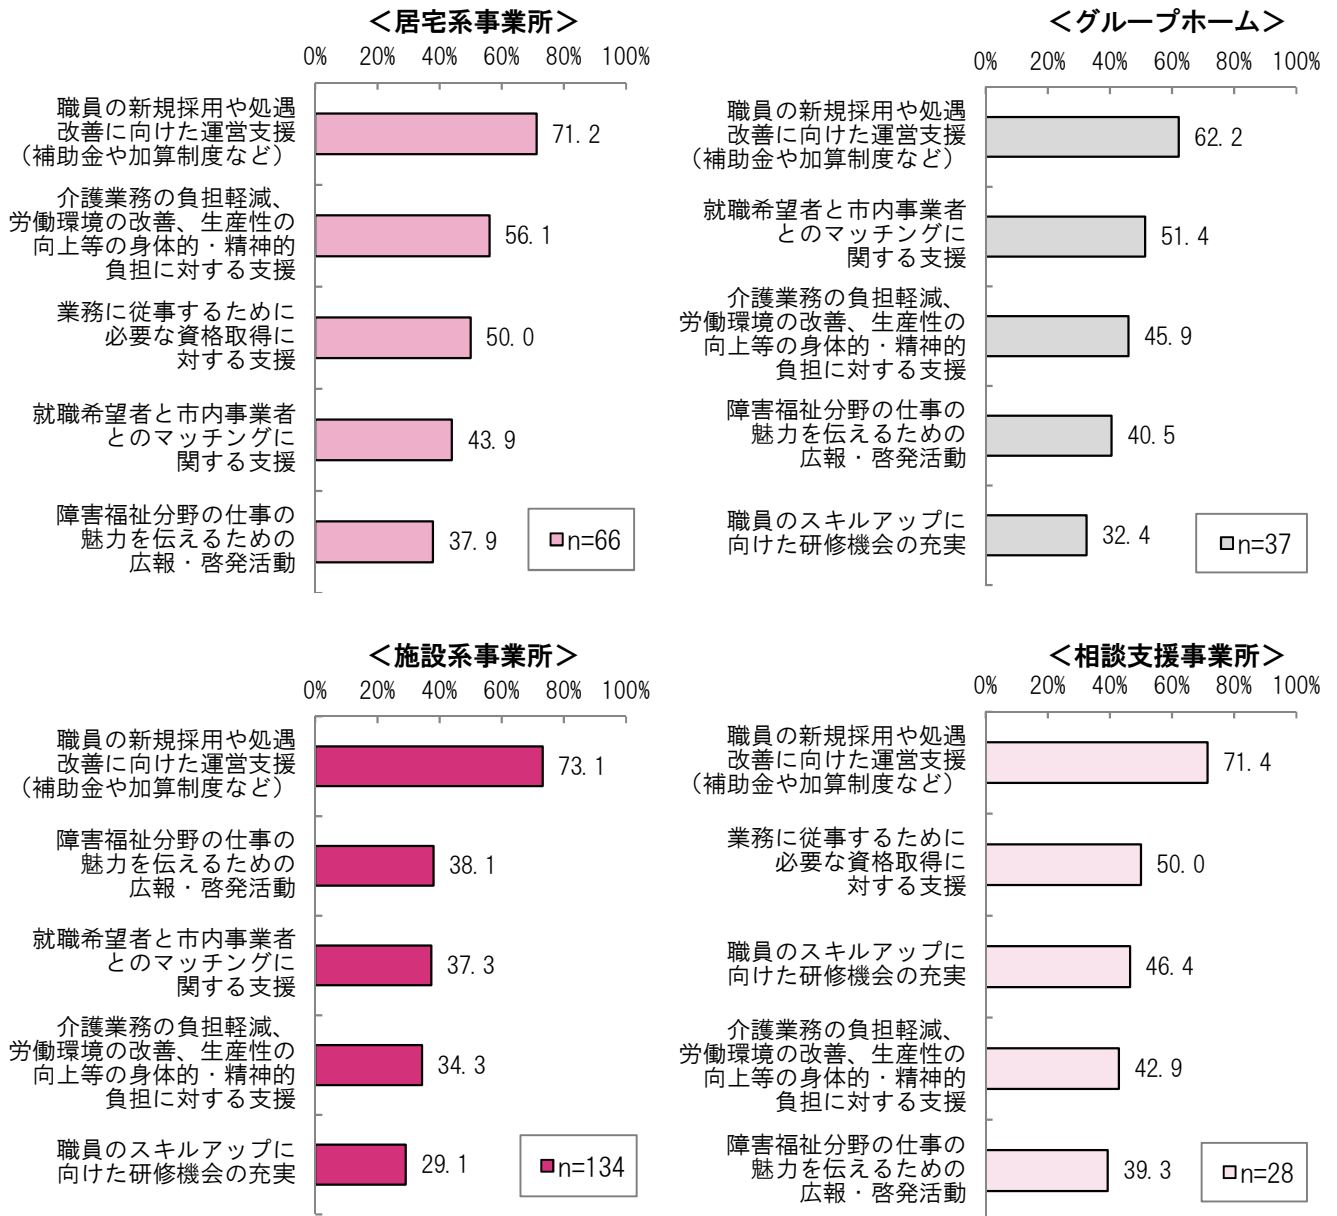 ＜居宅系事業所＞
0% 20% 40% 60% 80% 100%
職員の新規採用や処遇
改善に向けた運営支援
（補助金や加算制度など）
71.2
介護業務の負担軽減、
労働環境の改善、生産性の
向上等の身体的・精神的
負担に対する支援
56.1
業務に従事するために
必要な資格取得に
対する支援
50.0
就職希望者と市内事業者
とのマッチングに
関する支援
43.9
障害福祉分野の仕事の
魅力を伝えるための
広報・啓発活動
37.9
n=66
＜グループホーム＞
0% 20% 40% 60% 80% 100%
職員の新規採用や処遇
改善に向けた運営支援
（補助金や加算制度など）
62.2
就職希望者と市内事業者
とのマッチングに
関する支援
51.4
介護業務の負担軽減、
労働環境の改善、生産性の
向上等の身体的・精神的
負担に対する支援
45.9
障害福祉分野の仕事の
魅力を伝えるための
広報・啓発活動
40.5
職員のスキルアップに
向けた研修機会の充実
32.4
n=37
＜施設系事業所＞
0% 20% 40% 60% 80% 100%
職員の新規採用や処遇
改善に向けた運営支援
（補助金や加算制度など）
73.1
障害福祉分野の仕事の
魅力を伝えるための
広報・啓発活動
38.1
就職希望者と市内事業者
とのマッチングに
関する支援
37.3
介護業務の負担軽減、
労働環境の改善、生産性の
向上等の身体的・精神的
負担に対する支援
34.3
職員のスキルアップに
向けた研修機会の充実
29.1
n=134
＜相談支援事業所＞
0% 20% 40% 60% 80% 100%
職員の新規採用や処遇
改善に向けた運営支援
（補助金や加算制度など）
71.4
業務に従事するために
必要な資格取得に
対する支援
50.0
職員のスキルアップに
向けた研修機会の充実
46.4
介護業務の負担軽減、
労働環境の改善、生産性の
向上等の身体的・精神的
負担に対する支援
42.9
障害福祉分野の仕事の
魅力を伝えるための
広報・啓発活動
39.3
n=28